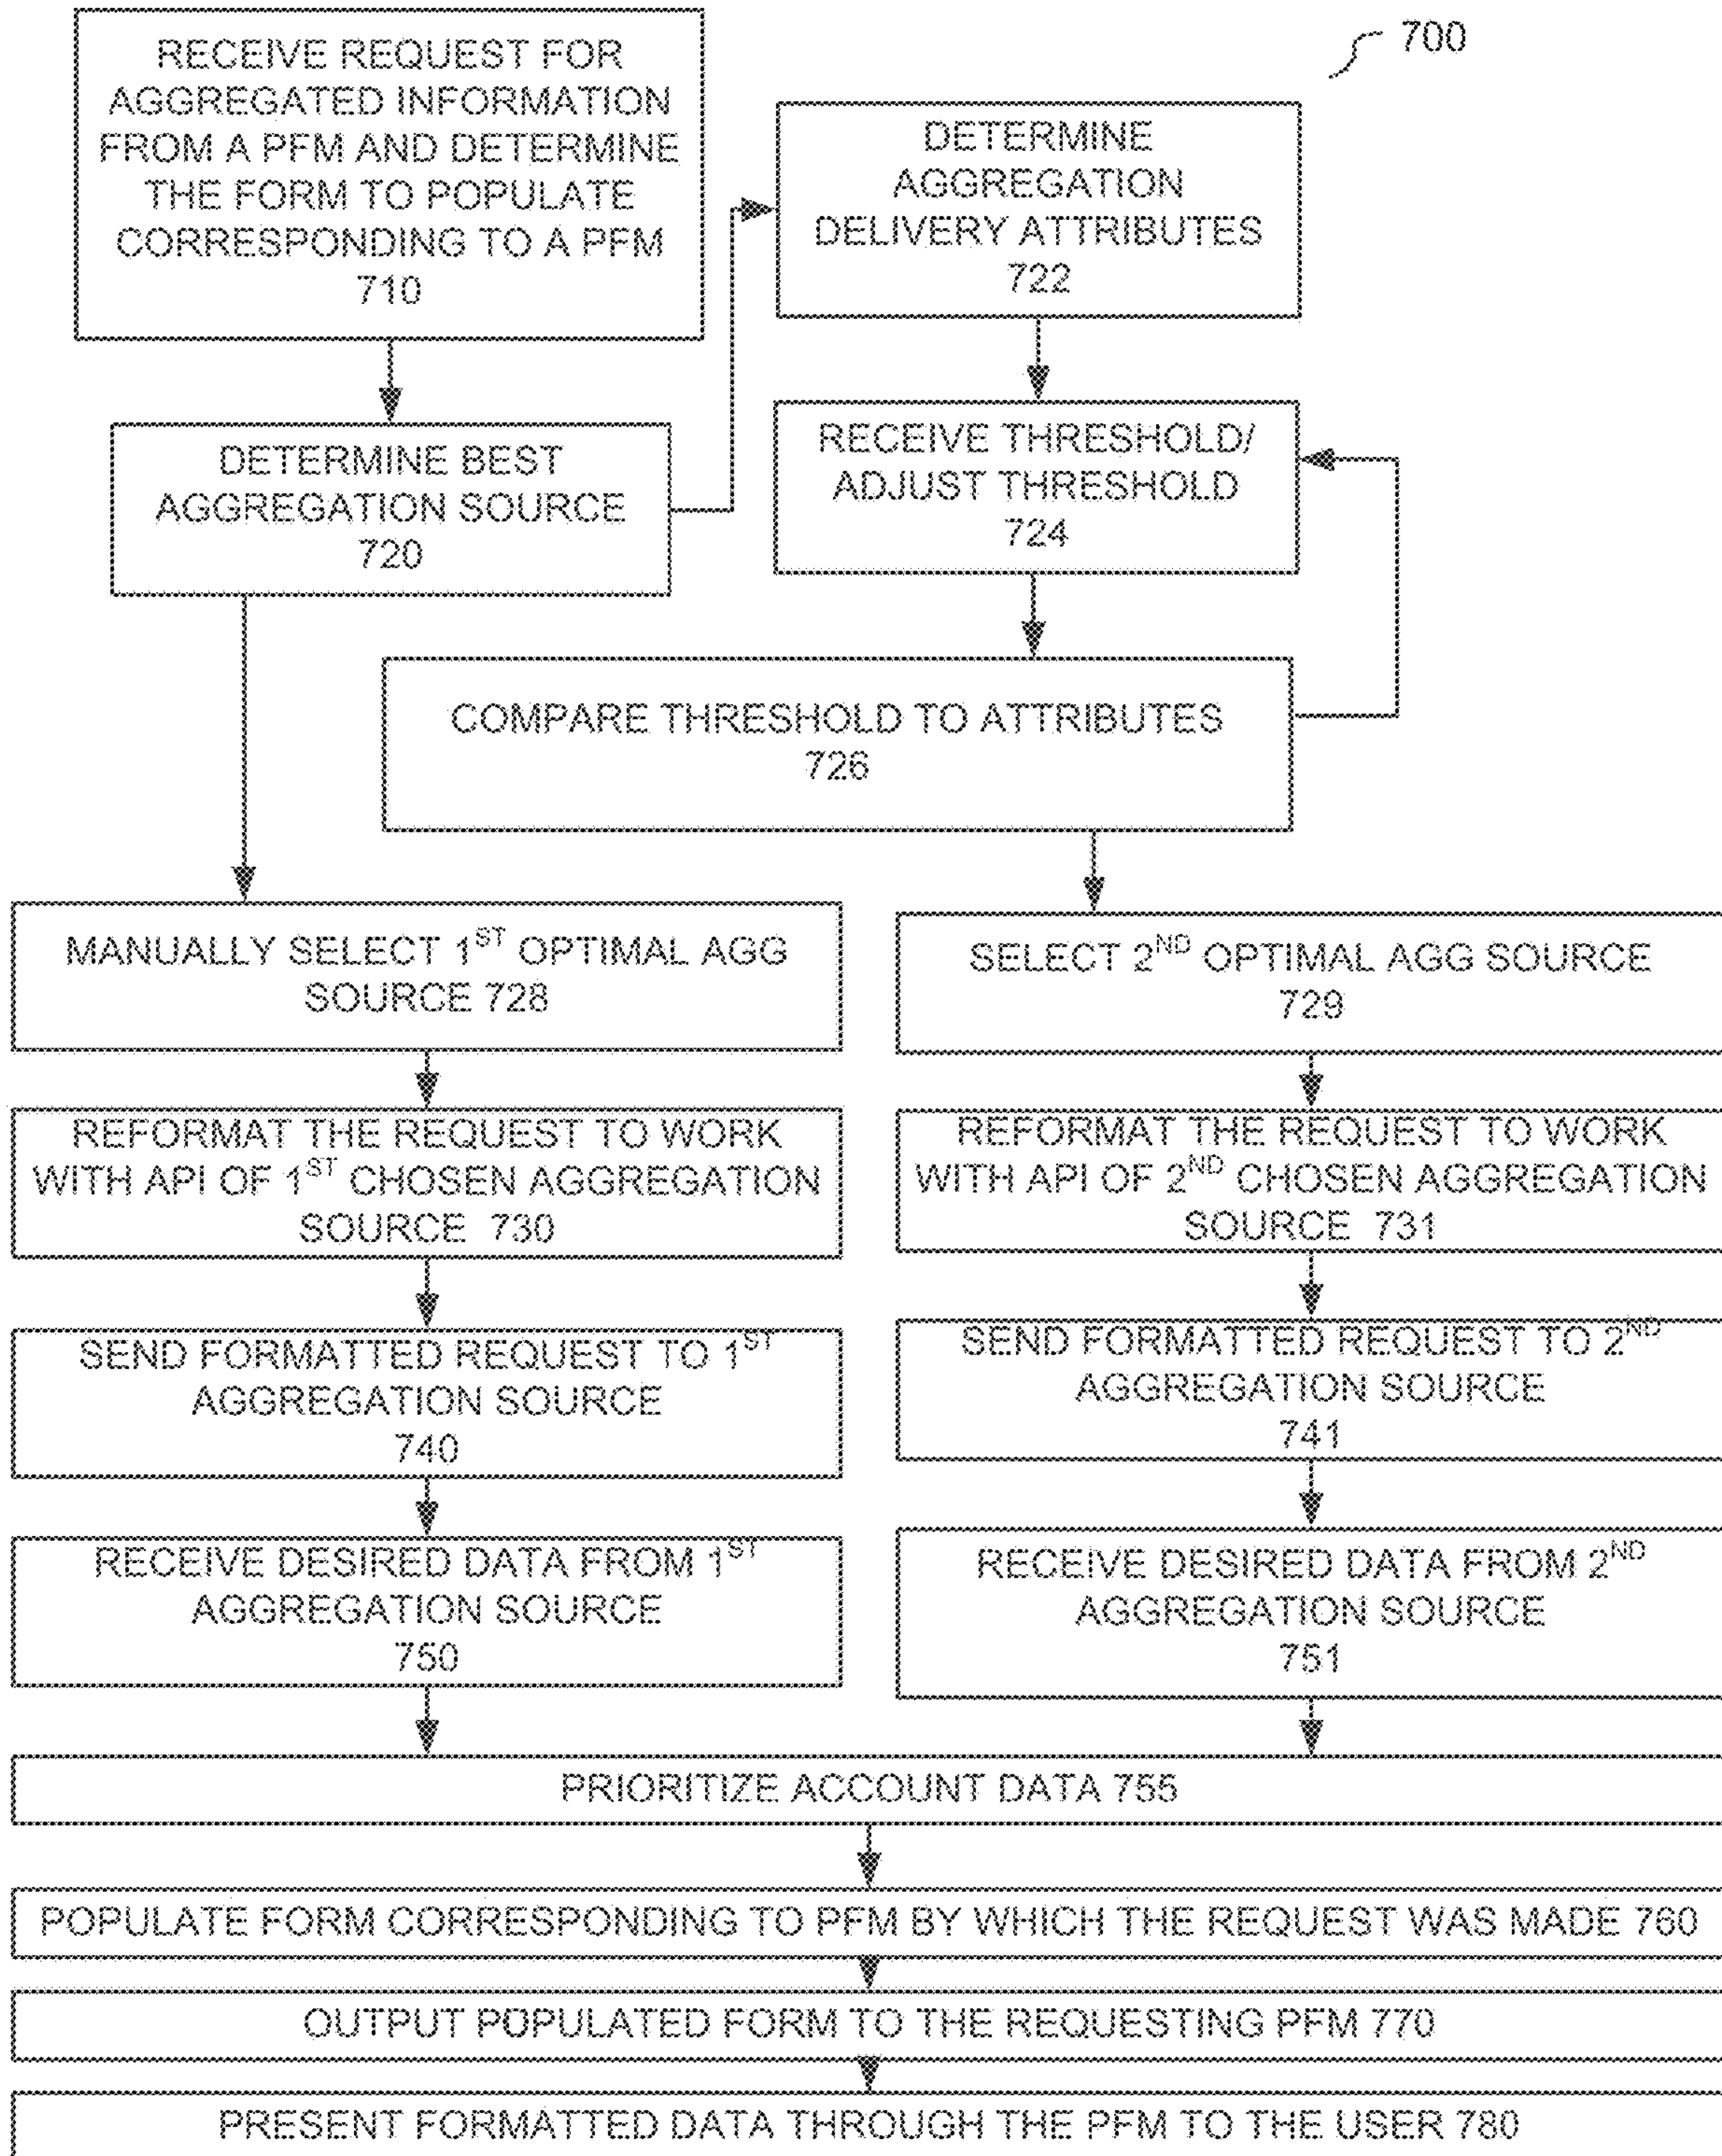 700
RECEIVE REQUEST FOR
AGGREGATED INFORMATION
FROM A PFM AND DETERMINE
THE FORM TO POPULATE
CORRESPONDING TO A PFM
710
DETERMINE
AGGREGATION
DELIVERY ATTRIBUTES
722
DETERMINE BEST
AGGREGATION SOURCE
720
RECEIVE THRESHOLD/
ADJUST THRESHOLD
724
COMPARE THRESHOLD TO ATTRIBUTES
726
MANUALLY SELECT 1ST OPTIMAL AGG
SOURCE 728
SELECT 2ND OPTIMAL AGG SOURCE
729
REFORMAT THE REQUEST TO WORK
WITH API OF 1ST CHOSEN AGGREGATION
SOURCE 730
REFORMAT THE REQUEST TO WORK
WITH API OF 2ND CHOSEN AGGREGATION
SOURCE 731
SEND FORMATTED REQUEST TO 1ST
AGGREGATION SOURCE
740
SEND FORMATTED REQUEST TO 2ND
AGGREGATION SOURCE
741
RECEIVE DESIRED DATA FROM 1ST
AGGREGATION SOURCE
750
RECEIVE DESIRED DATA FROM 2ND
AGGREGATION SOURCE
751
PRIORITIZE ACCOUNT DATA 755
POPULATE FORM CORRESPONDING TO PFM BY WHICH THE REQUEST WAS MADE 760
OUTPUT POPULATED FORM TO THE REQUESTING PFM 770
PRESENT FORMATTED DATA THROUGH THE PFM TO THE USER 780